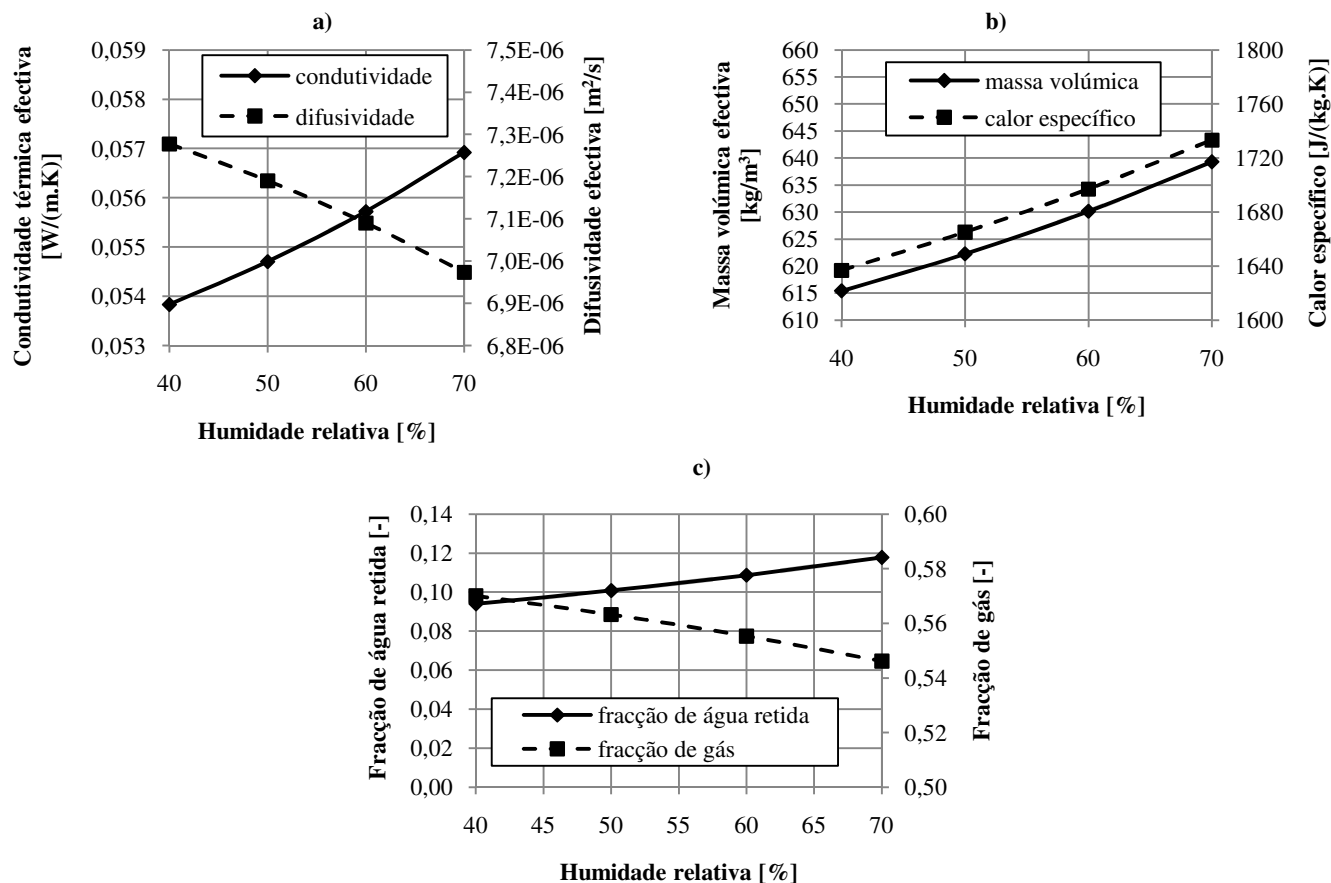 a)
Condutividade térmica efectiva
[W/(m.K)]
0,059
0,058
0,057
0,056
0,055
0,054
0,053
condutividade
difusividade
7,5E-06
7,4E-06
7,3E-06
7,2E-06
7,1E-06
7,0E-06
6,9E-06
6,8E-06
Difusividade efectiva [m²/s]
40 50 60 70
Humidade relativa [%]
b)
Massa volúmica efectiva
[kg/m³]
660
655
650
645
640
635
630
625
620
615
610
massa volúmica
calor específico
1800
1760
1720
1680
1640
1600
Calor específico [J/(kg.K]
40 50 60 70
Humidade relativa [%]
c)
Fracção de água retida [-]
0,14
0,12
0,10
0,08
0,06
0,04
0,02
0,00
fracção de água retida
fracção de gás
0,60
0,58
0,56
0,54
0,52
0,50
Fracção de gás [-]
40 45 50 55 60 65 70
Humidade relativa [%]